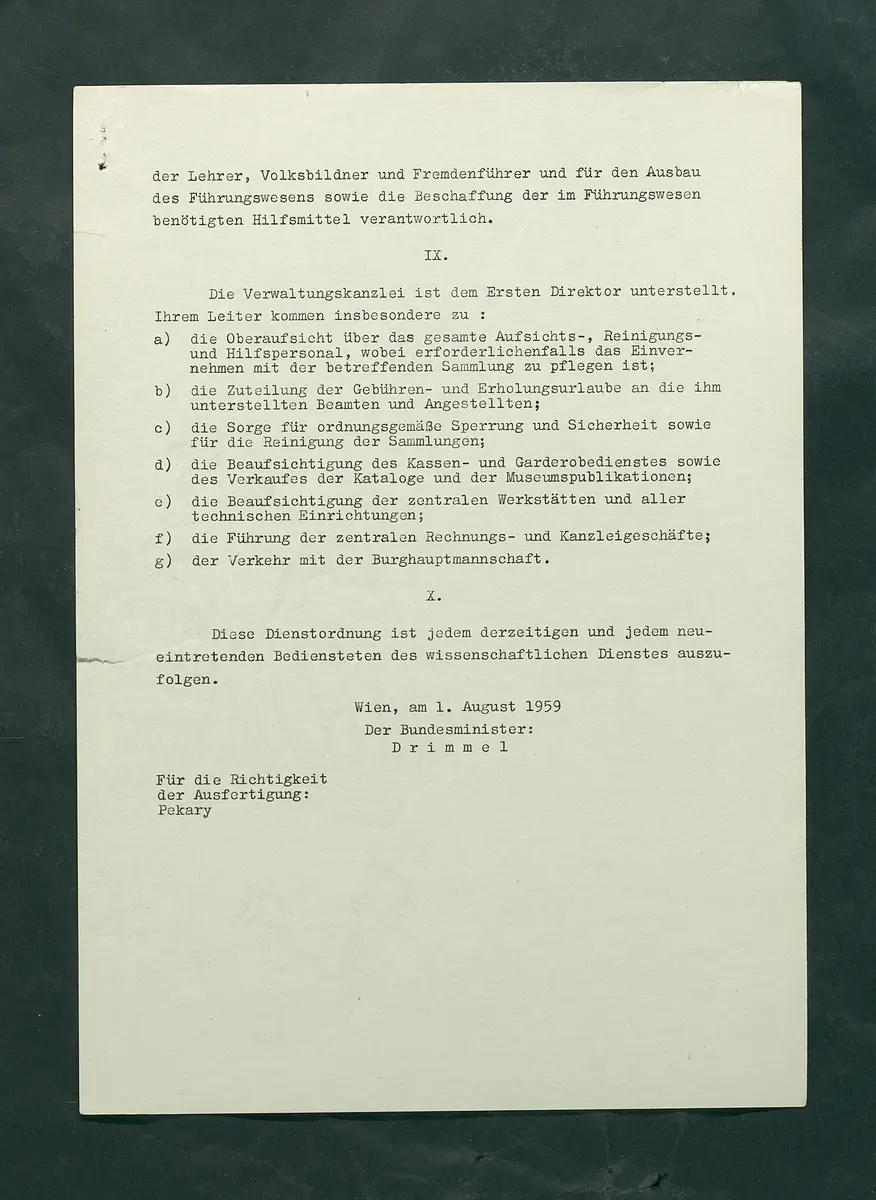 der Lehrer, Volksbildner und Fremdenführer und für den Ausbau
des Führungswesens sowie die Beschaffung der im Führungswesen
benötigten Hilfsmittel verantwortlich.
IX.
Die Verwaltungskanzlei ist dem Ersten Direktor unterstellt.
Ihrem Leiter kommen insbesondere zu :
a) die Oberaufsicht über das gesamte Aufsichts-, Reinigungs-
und Hilfspersonal, wobei erforderlichenfalls das Einver-
nehmen mit der betreffenden Sammlung zu pflegen ist;
b) die Zuteilung der Gebühren- und Erholungsurlaube an die ihm
unterstellten Beamten und Angestellten;
c) die Sorge für ordnungsgemäße Sperrung und Sicherheit sowie
für die Reinigung der Sammlungen;
d) die Beaufsichtigung des Kassen- und Garderobedienstes sowie
des Verkaufes der Kataloge und der Museumspublikationen;
e) die Beaufsichtigung der zentralen Werkstätten und aller
technischen Einrichtungen;
f) die Führung der zentralen Rechnungs- und Kanzleigeschäfte;
g) der Verkehr mit der Burghauptmannschaft.
X.
Diese Dienstordnung ist jedem derzeitigen und jedem neu-
eintretenden Bediensteten des wissenschaftlichen Dienstes auszu-
folgen.
Wien, am 1. August 1959
Der Bundesminister:
D r i m m e l
Für die Richtigkeit
der Ausfertigung:
Pekary